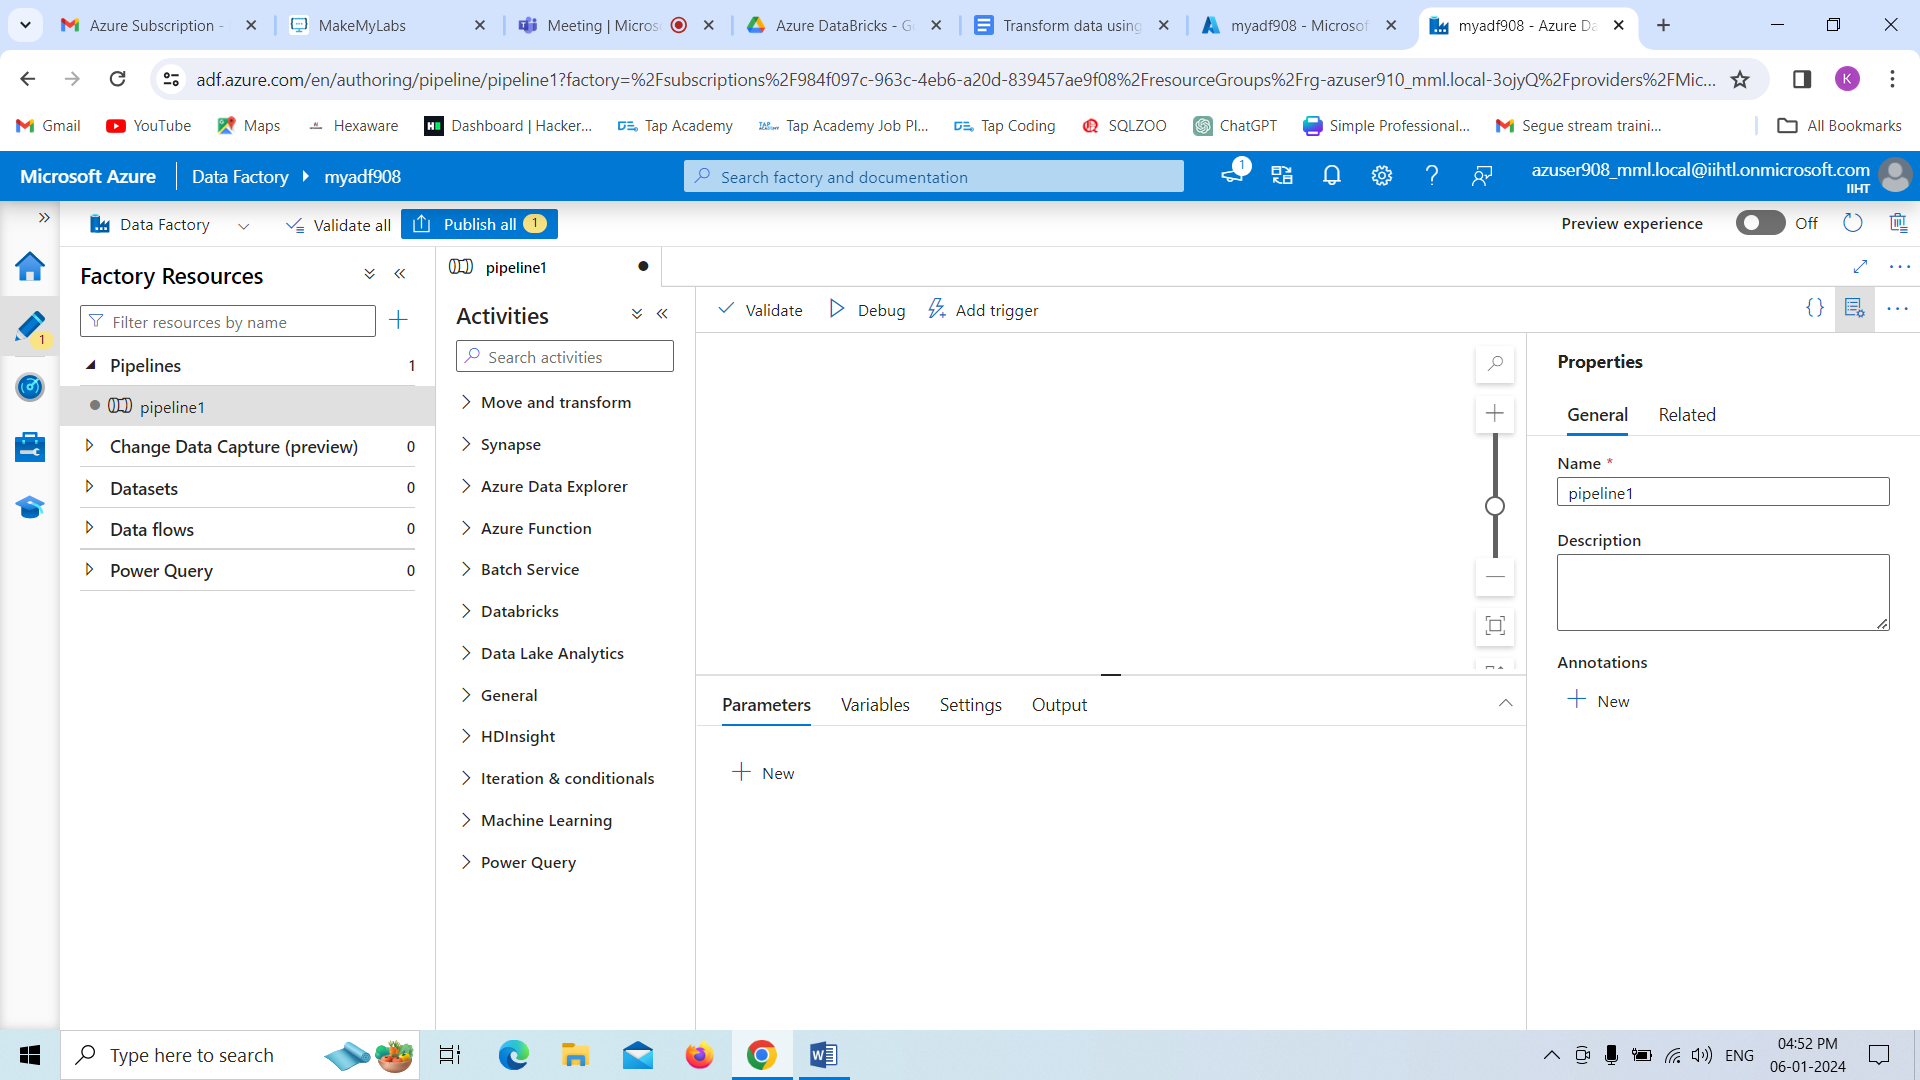 Azure Subscription -
MakeMyLabs
Meeting | Micros
Azure DataBricks - G
Transform data using
myadf908 - Microsof
myadf908 - Azure Da
adf.azure.com/en/authoring/pipeline/pipeline1?factory=%2Fsubscriptions%2F984f097c-963c-4eb6-a20d-839457ae9f08%2FresourceGroups%2Frg-azuser910_mml.local-3ojyQ%2Fproviders%2FMic...
K
Gmail
YouTube
Maps
Hexaware
Dashboard | Hacker...
Tap Academy
Tap Academy Job Pl...
Tap Coding
SQLZOO
ChatGPT
Simple Professional...
Segue stream traini...
All Bookmarks
Microsoft Azure
Data Factory
myadf908
Search factory and documentation
1
azuser908_mml.local@iihtl.onmicrosoft.com
IIHT
Data Factory
Validate all
Publish all 1
Preview experience
Off
Factory Resources
Filter resources by name
1
Pipelines 1
pipeline1
Change Data Capture (preview) 0
Datasets 0
Data flows 0
Power Query 0
pipeline1
Activities
Search activities
Move and transform
Synapse
Azure Data Explorer
Azure Function
Batch Service
Databricks
Data Lake Analytics
General
HDInsight
Iteration & conditionals
Machine Learning
Power Query
Validate
Debug
Add trigger
{}
Parameters
Variables
Settings
Output
New
Properties
General
Related
Name *
pipeline1
Description
Annotations
New
Type here to search
ENG
04:52 PM
06-01-2024